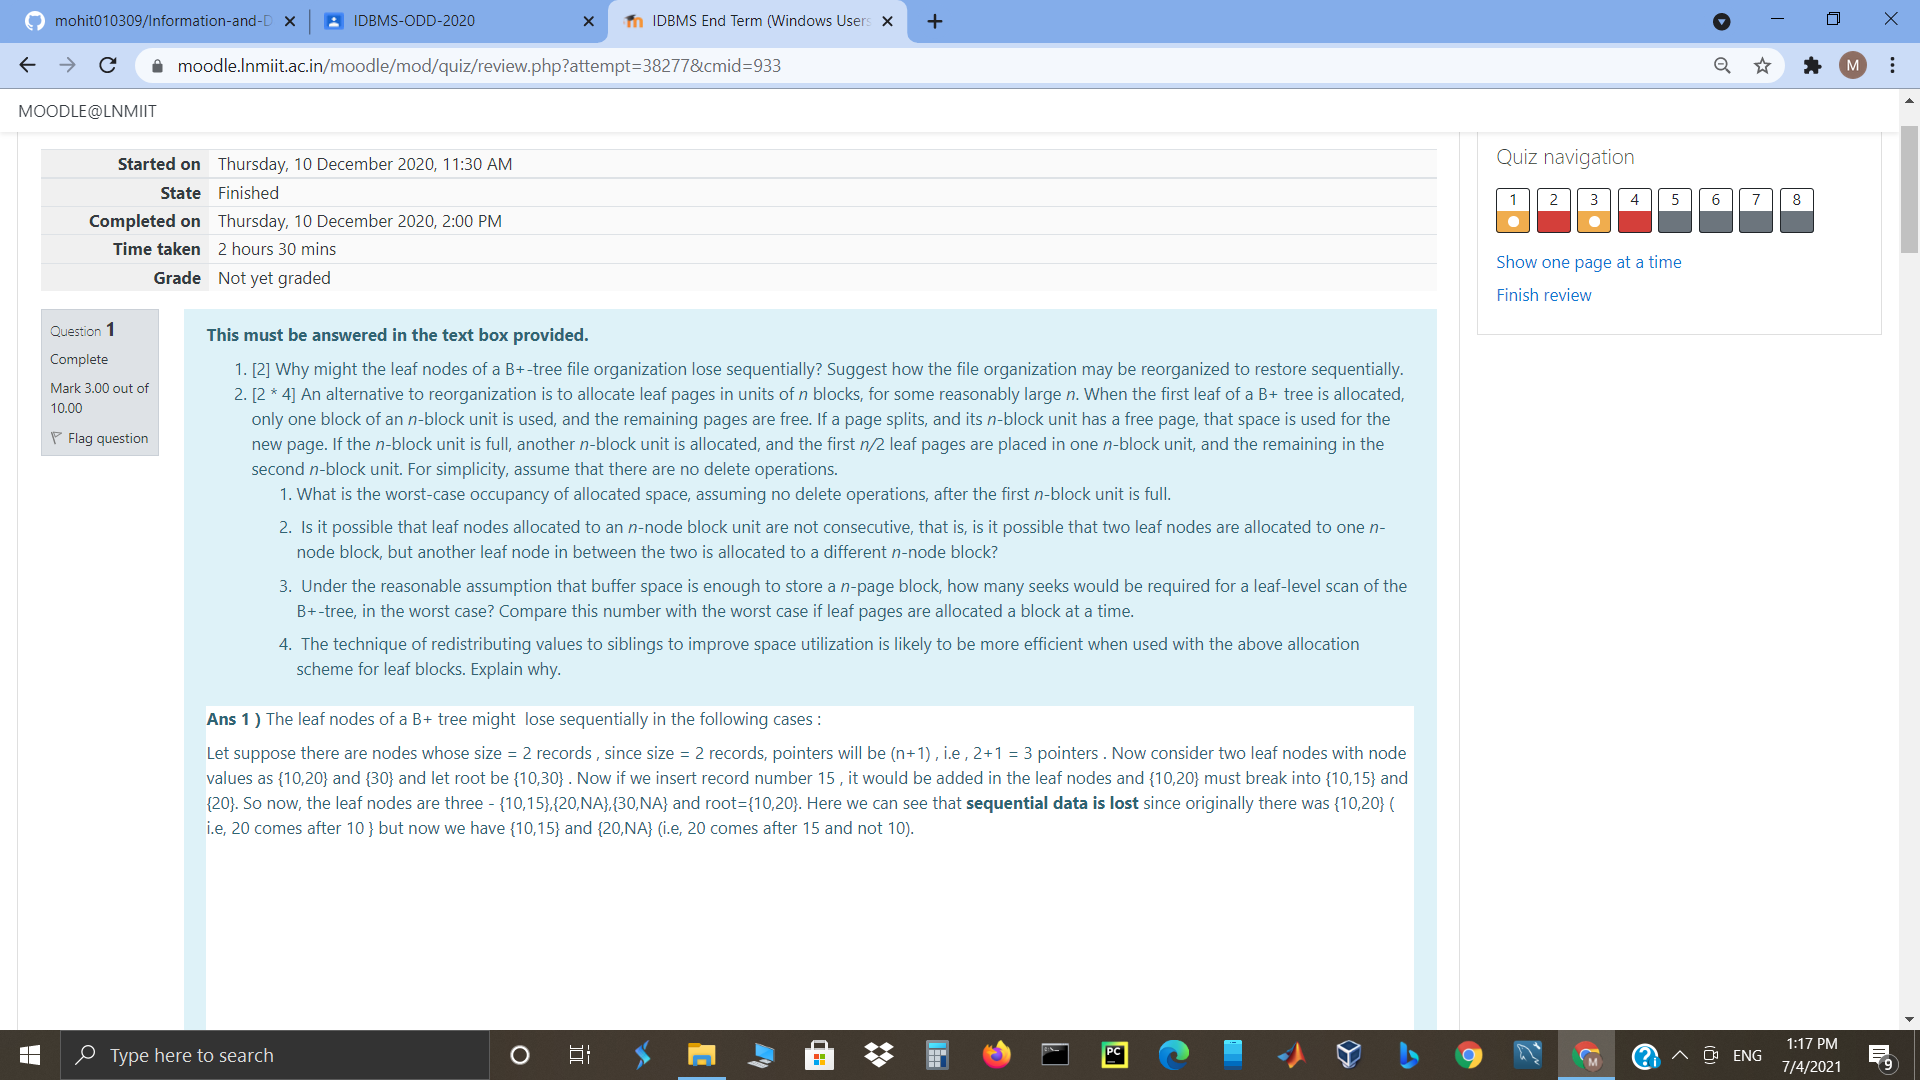 mohit010309/Information-and-D
IDBMS-ODD-2020
IDBMS End Term (Windows Users
moodle.lnmiit.ac.in/moodle/mod/quiz/review.php?attempt=38277&cmid=933
M
MOODLE@LNMIIT
Started on Thursday, 10 December 2020, 11:30 AM
State Finished
Completed on Thursday, 10 December 2020, 2:00 PM
Time taken 2 hours 30 mins
Grade Not yet graded
Quiz navigation
1 2 3 4 5 6 7 8
Show one page at a time
Finish review
Question 1
Complete
Mark 3.00 out of
10.00
Flag question
This must be answered in the text box provided.
1. [2] Why might the leaf nodes of a B+-tree file organization lose sequentially? Suggest how the file organization may be reorganized to restore sequentially.
2. [2 * 4] An alternative to reorganization is to allocate leaf pages in units of n blocks, for some reasonably large n. When the first leaf of a B+ tree is allocated,
only one block of an n-block unit is used, and the remaining pages are free. If a page splits, and its n-block unit has a free page, that space is used for the
new page. If the n-block unit is full, another n-block unit is allocated, and the first n/2 leaf pages are placed in one n-block unit, and the remaining in the
second n-block unit. For simplicity, assume that there are no delete operations.
1. What is the worst-case occupancy of allocated space, assuming no delete operations, after the first n-block unit is full.
2. Is it possible that leaf nodes allocated to an n-node block unit are not consecutive, that is, is it possible that two leaf nodes are allocated to one n-
node block, but another leaf node in between the two is allocated to a different n-node block?
3. Under the reasonable assumption that buffer space is enough to store a n-page block, how many seeks would be required for a leaf-level scan of the
B+-tree, in the worst case? Compare this number with the worst case if leaf pages are allocated a block at a time.
4. The technique of redistributing values to siblings to improve space utilization is likely to be more efficient when used with the above allocation
scheme for leaf blocks. Explain why.
Ans 1 ) The leaf nodes of a B+ tree might lose sequentially in the following cases :
Let suppose there are nodes whose size = 2 records , since size = 2 records, pointers will be (n+1) , i.e , 2+1 = 3 pointers . Now consider two leaf nodes with node
values as {10,20} and {30} and let root be {10,30} . Now if we insert record number 15 , it would be added in the leaf nodes and {10,20} must break into {10,15} and
{20}. So now, the leaf nodes are three - {10,15},{20,NA},{30,NA} and root={10,20}. Here we can see that sequential data is lost since originally there was {10,20} (
i.e, 20 comes after 10 } but now we have {10,15} and {20,NA} (i.e, 20 comes after 15 and not 10).
Type here to search
PC
M
ENG
1:17 PM
7/4/2021
9